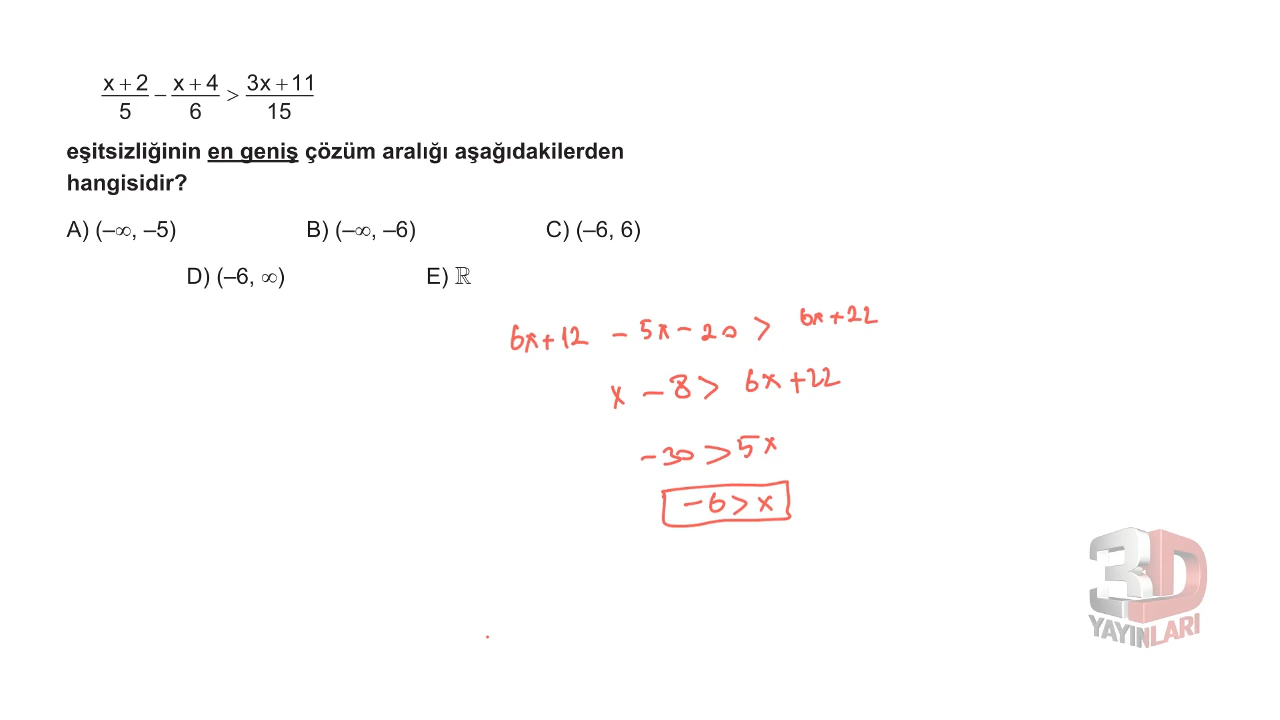 x + 2 / 5 − x + 4 / 6 > 3x + 11 / 15
eşitsizliğinin en geniş çözüm aralığı aşağıdakilerden
hangisidir?
A) (–∞, –5) B) (–∞, –6) C) (–6, 6)
D) (–6, ∞) E) ℝ
6x+12 - 5x - 20 > 6x+22
x - 8 > 6x+22
-30 > 5x
-6 > x
3D
YAYINLARI